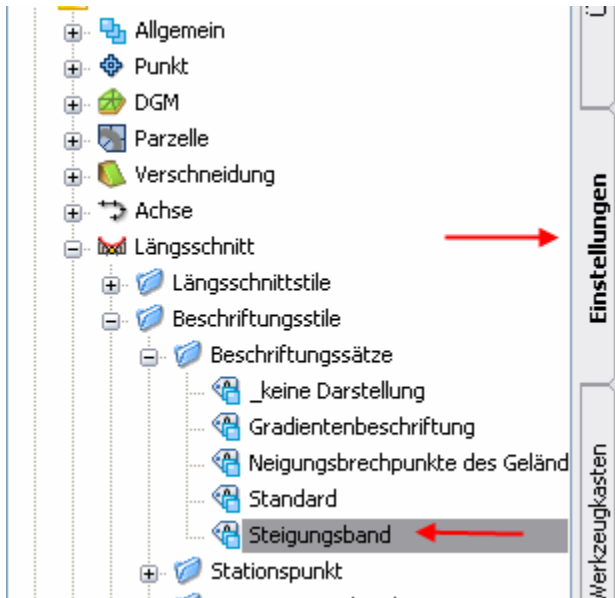 Allgemein
Punkt
DGM
Parzelle
Verschneidung
Achse
Längsschnitt
Längsschnittstile
Beschriftungsstile
Beschriftungssätze
_keine Darstellung
Gradientenbeschriftung
Neigungsbrechpunkte des Geländ
Standard
Steigungsband
Stationspunkt
Einstellungen
Werkzeugkasten